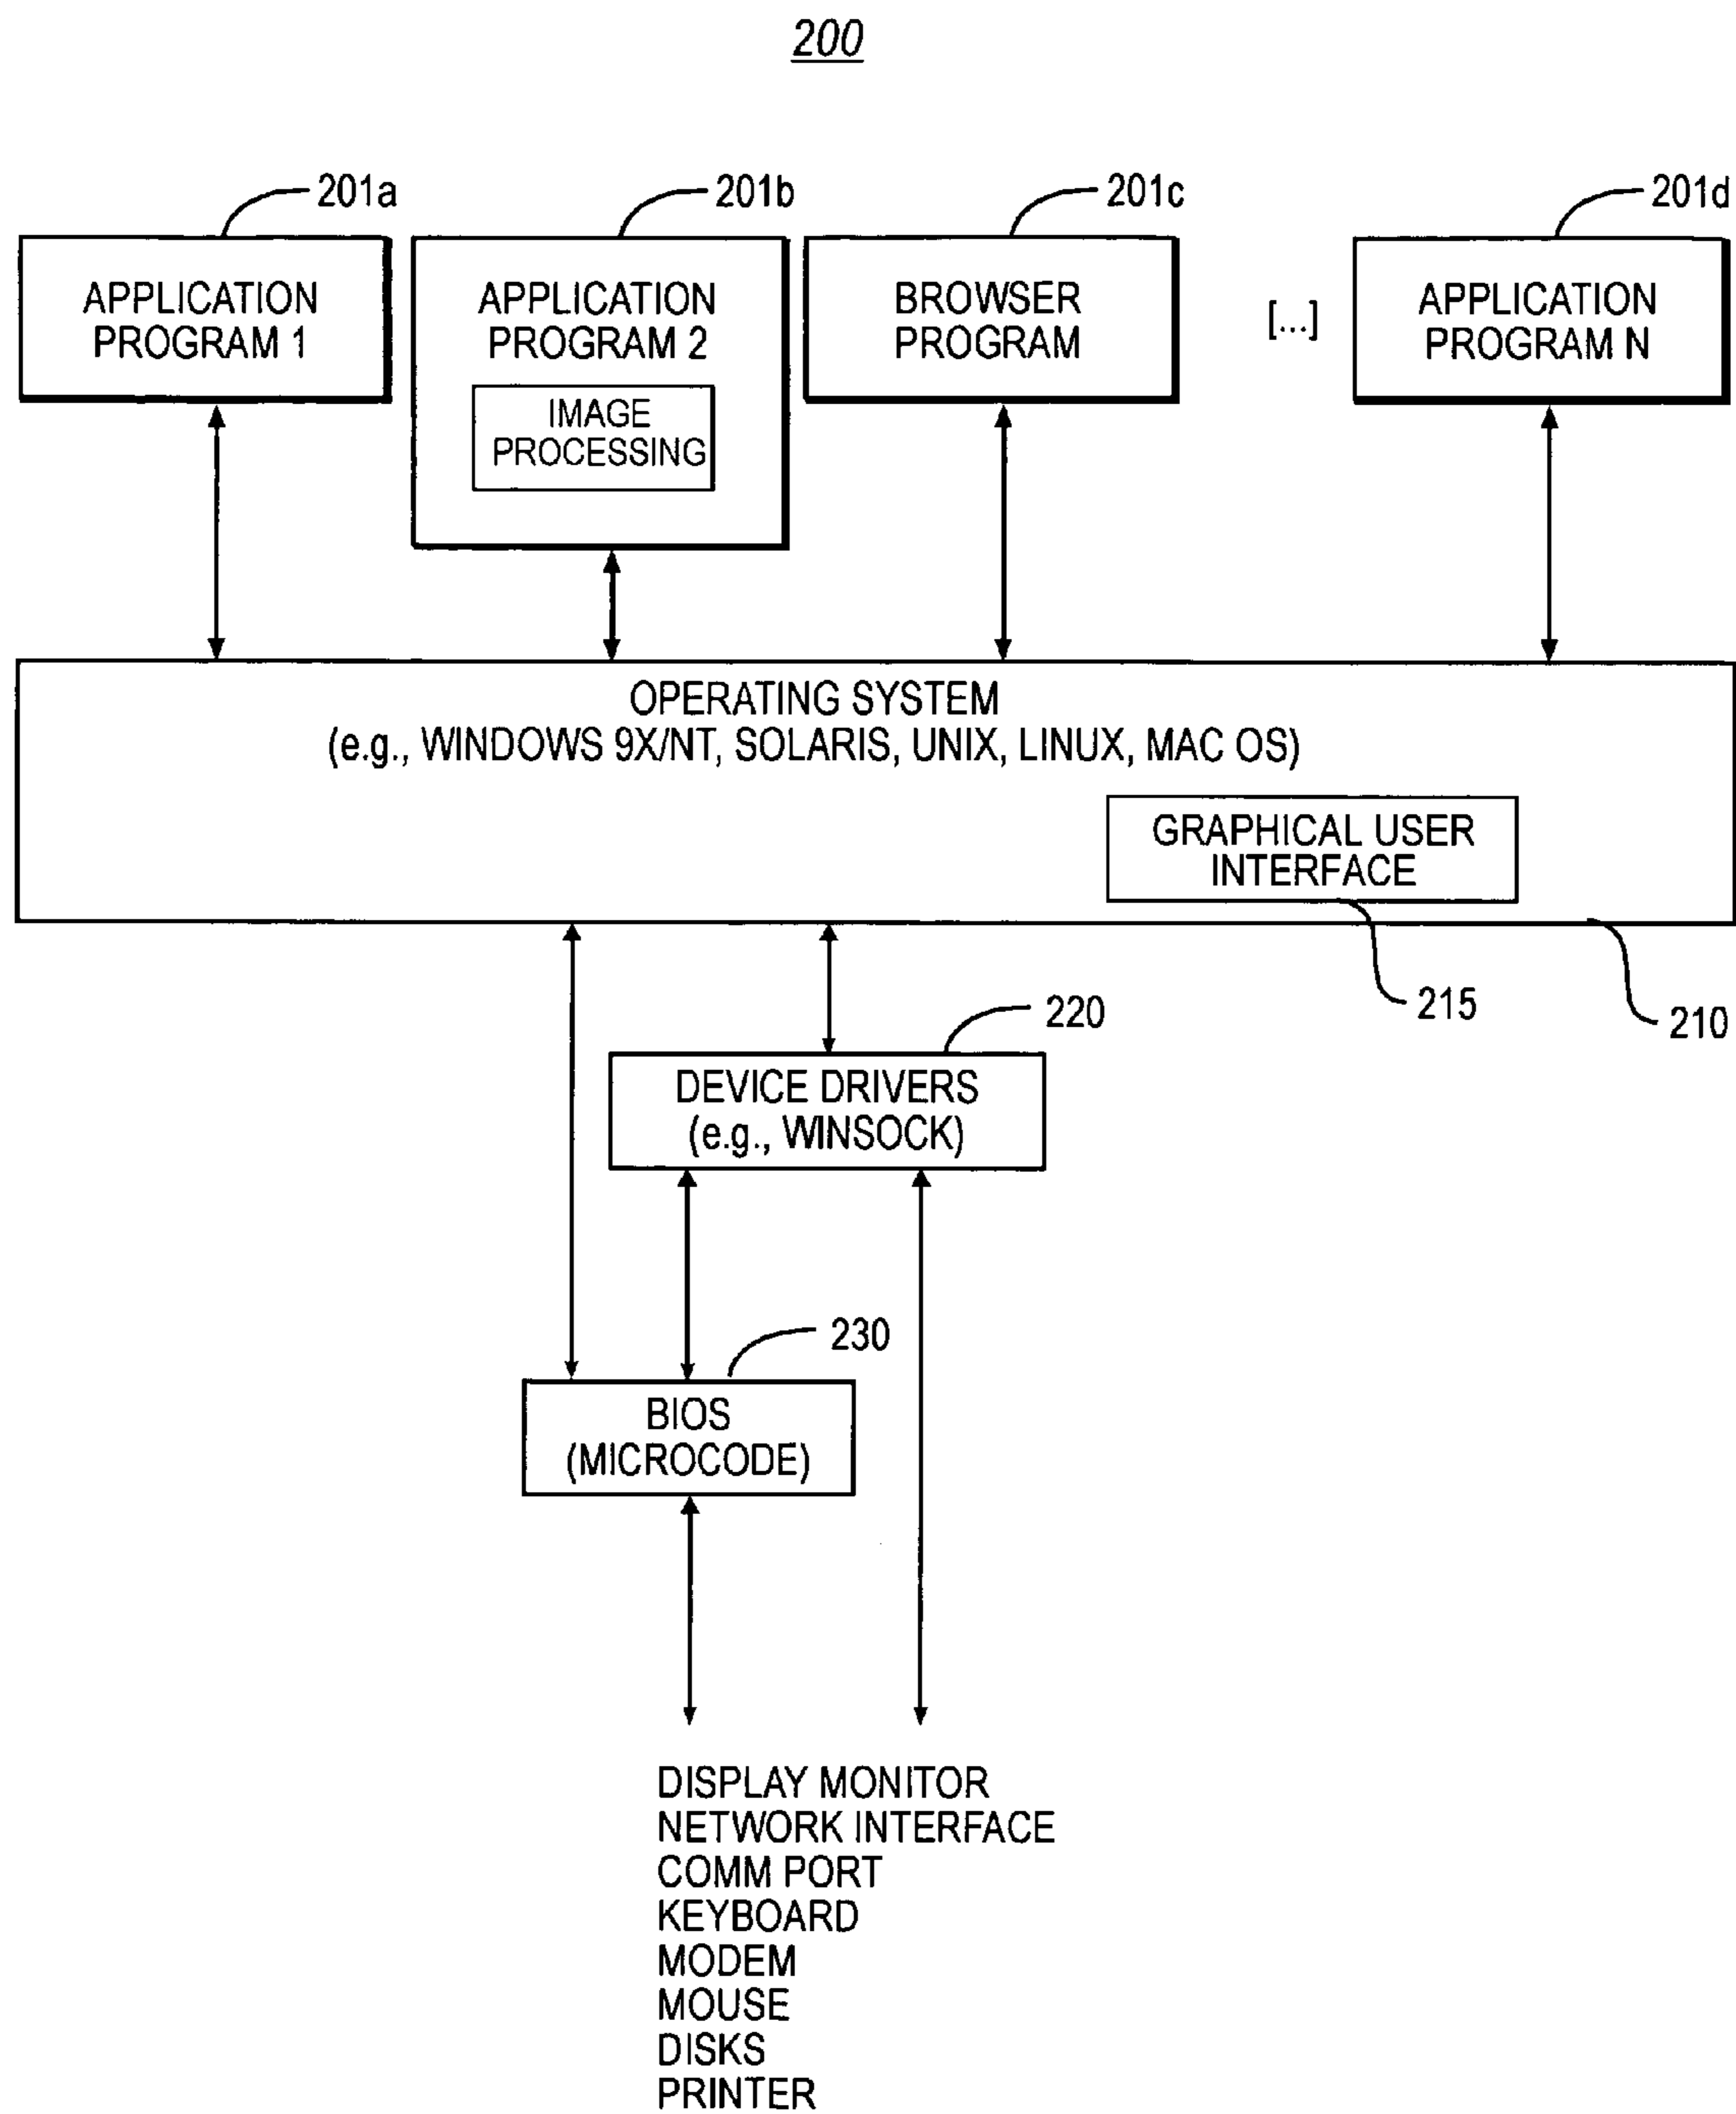 200
201a
201b
201c
201d
APPLICATION
PROGRAM 1
APPLICATION
PROGRAM 2
IMAGE
PROCESSING
BROWSER
PROGRAM
[...]
APPLICATION
PROGRAM N
OPERATING SYSTEM
(e.g., WINDOWS 9X/NT, SOLARIS, UNIX, LINUX, MAC OS)
GRAPHICAL USER
INTERFACE
215
210
220
DEVICE DRIVERS
(e.g., WINSOCK)
230
BIOS
(MICROCODE)
DISPLAY MONITOR
NETWORK INTERFACE
COMM PORT
KEYBOARD
MODEM
MOUSE
DISKS
PRINTER